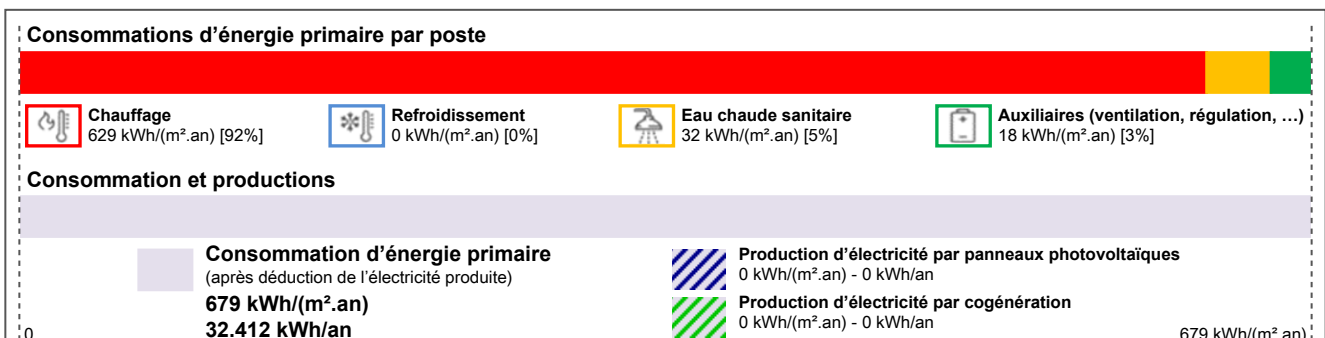 Consommations d'énergie primaire par poste
Chauffage
629 kWh/(m².an) [92%]
Refroidissement
0 kWh/(m².an) [0%]
Eau chaude sanitaire
32 kWh/(m².an) [5%]
Auxiliaires (ventilation, régulation, …)
18 kWh/(m².an) [3%]
Consommation et productions
Consommation d'énergie primaire
(après déduction de l'électricité produite)
679 kWh/(m².an)
32.412 kWh/an
Production d'électricité par panneaux photovoltaïques
0 kWh/(m².an) - 0 kWh/an
Production d'électricité par cogénération
0 kWh/(m².an) - 0 kWh/an
0
679 kWh/(m².an)